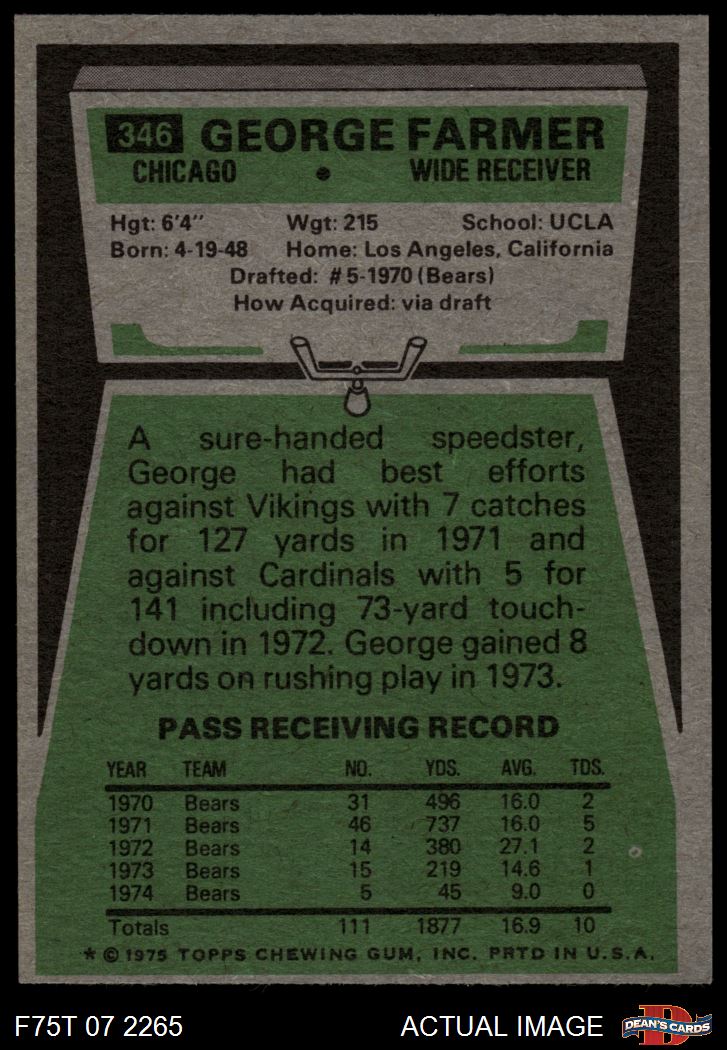 346 GEORGE FARMER
CHICAGO • WIDE RECEIVER
Hgt: 6'4" Wgt: 215 School: UCLA
Born: 4-19-48 Home: Los Angeles, California
Drafted: #5-1970 (Bears)
How Acquired: via draft
A sure-handed speedster,
George had best efforts
against Vikings with 7 catches
for 127 yards in 1971 and
against Cardinals with 5 for
141 including 73-yard touch-
down in 1972. George gained 8
yards on rushing play in 1973.
PASS RECEIVING RECORD
YEAR TEAM NO. YDS. AVG. TDS.
1970 Bears 31 496 16.0 2
1971 Bears 46 737 16.0 5
1972 Bears 14 380 27.1 2
1973 Bears 15 219 14.6 1
1974 Bears 5 45 9.0 0
Totals 111 1877 16.9 10
* © 1975 TOPPS CHEWING GUM, INC. PRTD IN U.S.A.
F75T 07 2265 ACTUAL IMAGE D DEAN'S CARDS